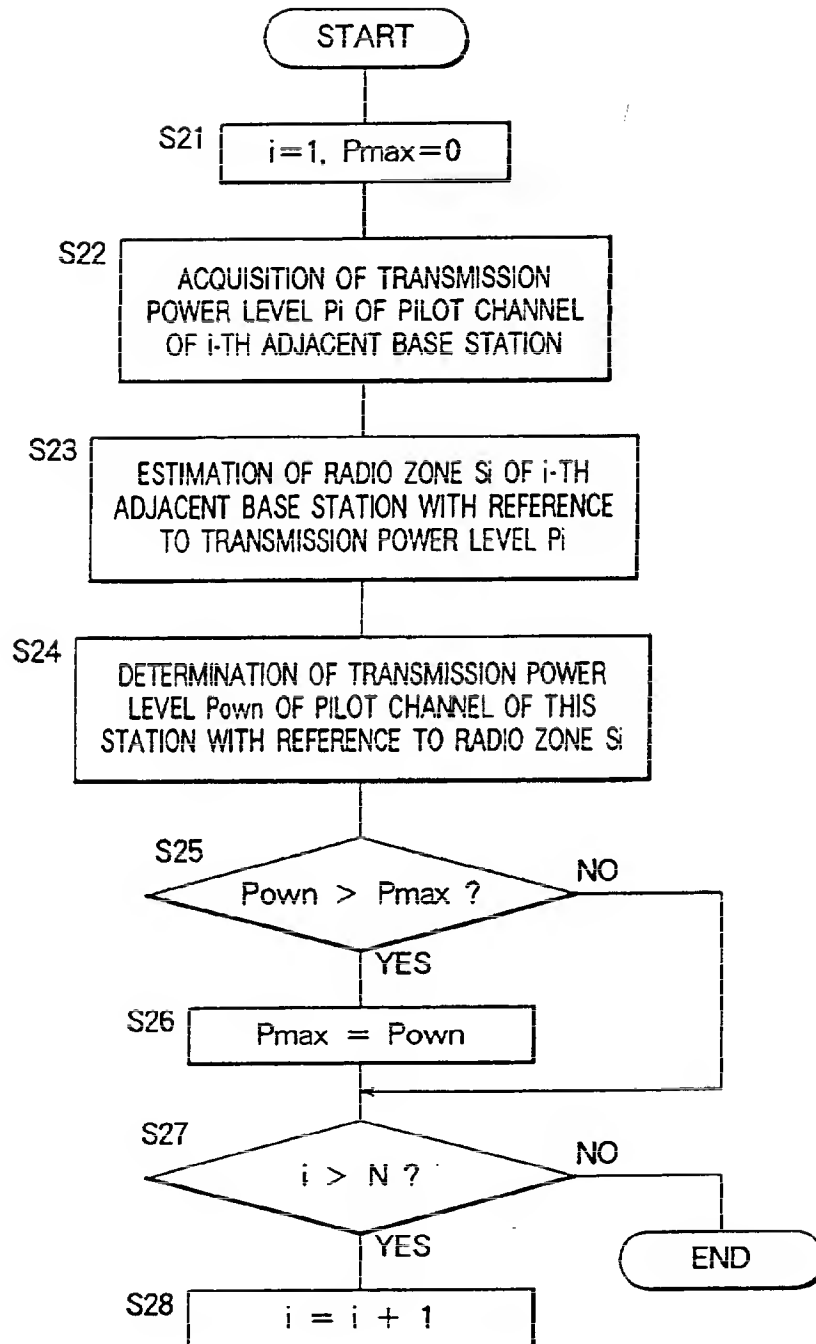 START
S21
i=1, Pmax=0
S22
ACQUISITION OF TRANSMISSION
POWER LEVEL Pi OF PILOT CHANNEL
OF i-TH ADJACENT BASE STATION
S23
ESTIMATION OF RADIO ZONE Si OF i-TH
ADJACENT BASE STATION WITH REFERENCE
TO TRANSMISSION POWER LEVEL Pi
S24
DETERMINATION OF TRANSMISSION POWER
LEVEL Pown OF PILOT CHANNEL OF THIS
STATION WITH REFERENCE TO RADIO ZONE Si
S25
Pown > Pmax ?
NO
YES
S26
Pmax = Pown
S27
i > N ?
NO
YES
END
S28
i = i + 1